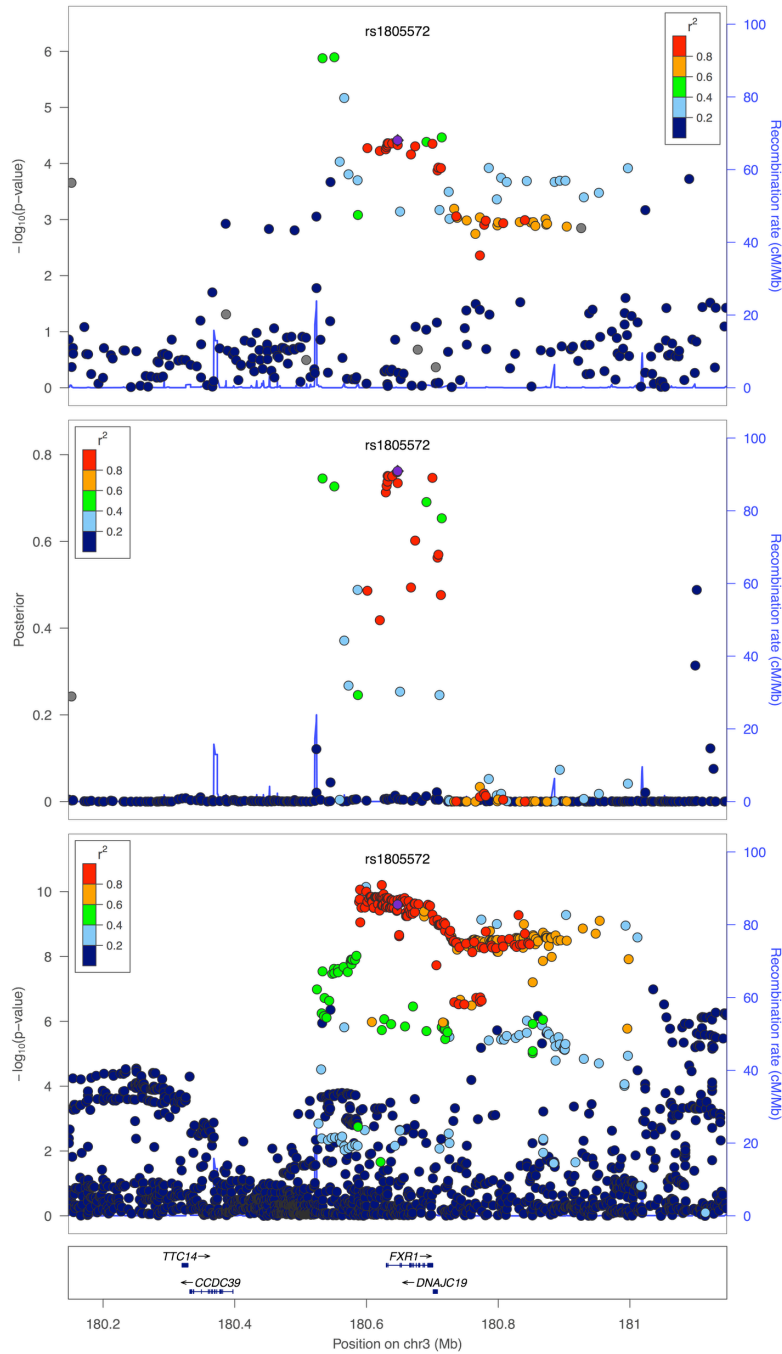 rs1805572
r²
0.8
0.6
0.4
0.2
6
5
4
3
2
1
0
−log₁₀(p−value)
100
80
60
40
20
0
Recombination rate (cM/Mb)
rs1805572
r²
0.8
0.6
0.4
0.2
0.8
0.6
0.4
0.2
0.0
Posterior
100
80
60
40
20
0
Recombination rate (cM/Mb)
rs1805572
r²
0.8
0.6
0.4
0.2
10
8
6
4
2
0
−log₁₀(p−value)
100
80
60
40
20
0
Recombination rate (cM/Mb)
TTC14→
FXR1→
←CCDC39
←DNAJC19
180.2 180.4 180.6 180.8 181
Position on chr3 (Mb)